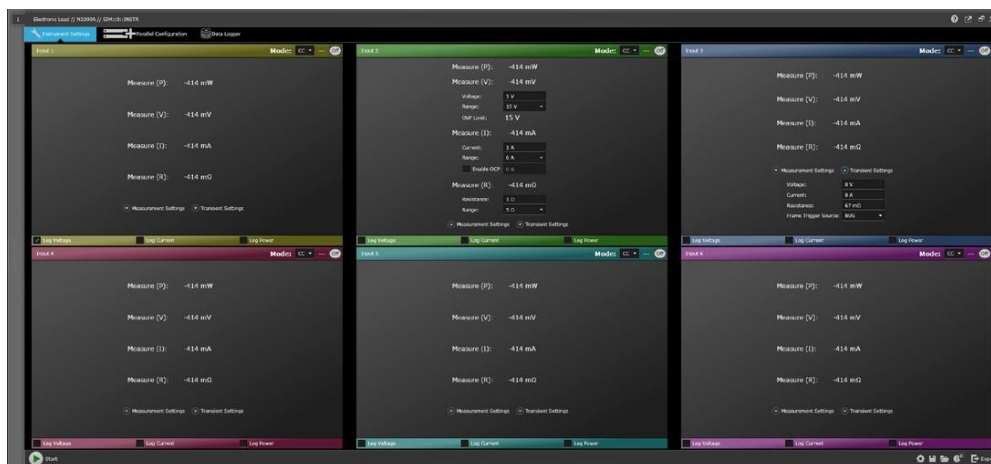 1 Electronic Load // N3300A // SIM::0::INSTR
Instrument Settings Parallel Configuration Data Logger
Input 1 Mode: CC Off
Measure (P): -414 mW
Measure (V): -414 mV
Measure (I): -414 mA
Measure (R): -414 mΩ
Measurement Settings Transient Settings
Log Voltage Log Current Log Power
Input 2 Mode: CC Off
Measure (P): -414 mW
Measure (V): -414 mV
Voltage: 1 V
Range: 15 V
OVP Limit: 15 V
Measure (I): -414 mA
Current: 1 A
Range: 6 A
Enable OCP
Measure (R): -414 mΩ
Resistance: 1 Ω
Range: 5 Ω
Measurement Settings Transient Settings
Log Voltage Log Current Log Power
Input 3 Mode: CC Off
Measure (P): -414 mW
Measure (V): -414 mV
Measure (I): -414 mA
Measure (R): -414 mΩ
Measurement Settings Transient Settings
Voltage: 8 V
Current: 8 A
Resistance: 67 mΩ
Frame Trigger Source: BUS
Log Voltage Log Current Log Power
Input 4 Mode: CC Off
Measure (P): -414 mW
Measure (V): -414 mV
Measure (I): -414 mA
Measure (R): -414 mΩ
Measurement Settings Transient Settings
Log Voltage Log Current Log Power
Input 5 Mode: CC Off
Measure (P): -414 mW
Measure (V): -414 mV
Measure (I): -414 mA
Measure (R): -414 mΩ
Measurement Settings Transient Settings
Log Voltage Log Current Log Power
Input 6 Mode: CC Off
Measure (P): -414 mW
Measure (V): -414 mV
Measure (I): -414 mA
Measure (R): -414 mΩ
Measurement Settings Transient Settings
Log Voltage Log Current Log Power
Start